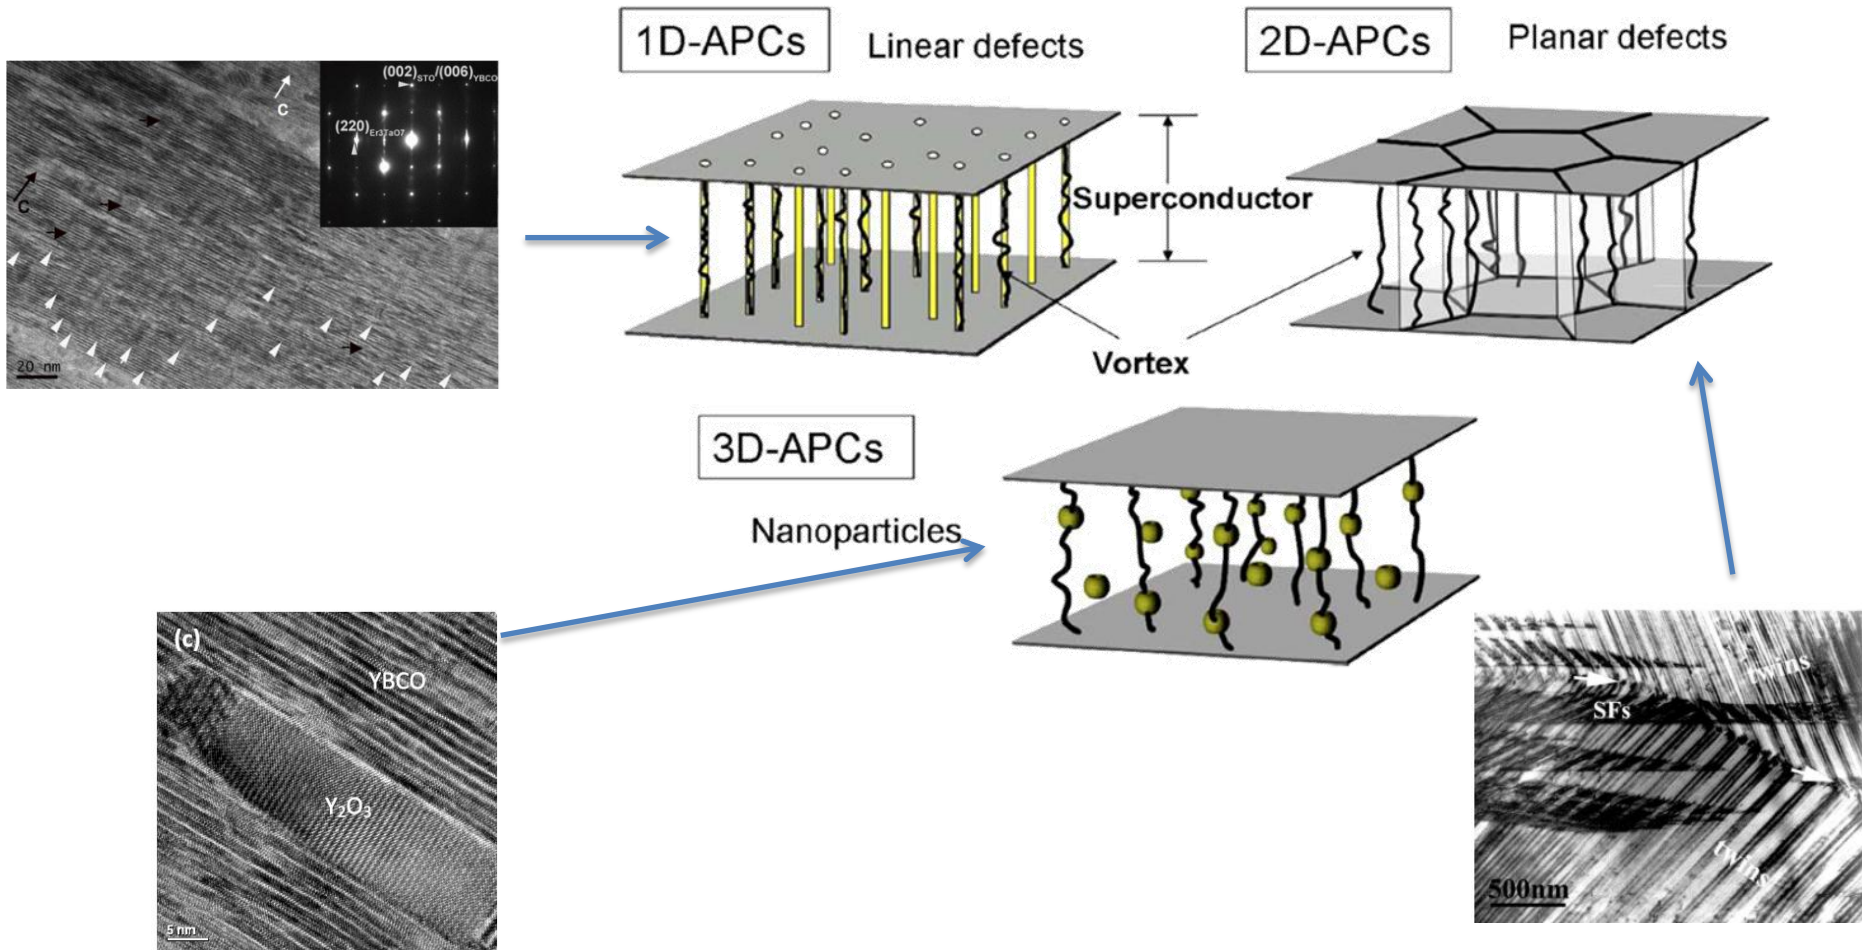 1D-APCs
Linear defects
2D-APCs
Planar defects
(002)STO/(006)YBCO
C
(220)Er3TaO7
C
20 nm
Superconductor
Vortex
3D-APCs
Nanoparticles
(c)
YBCO
Y₂O₃
5 nm
twins
SFs
twins
500nm